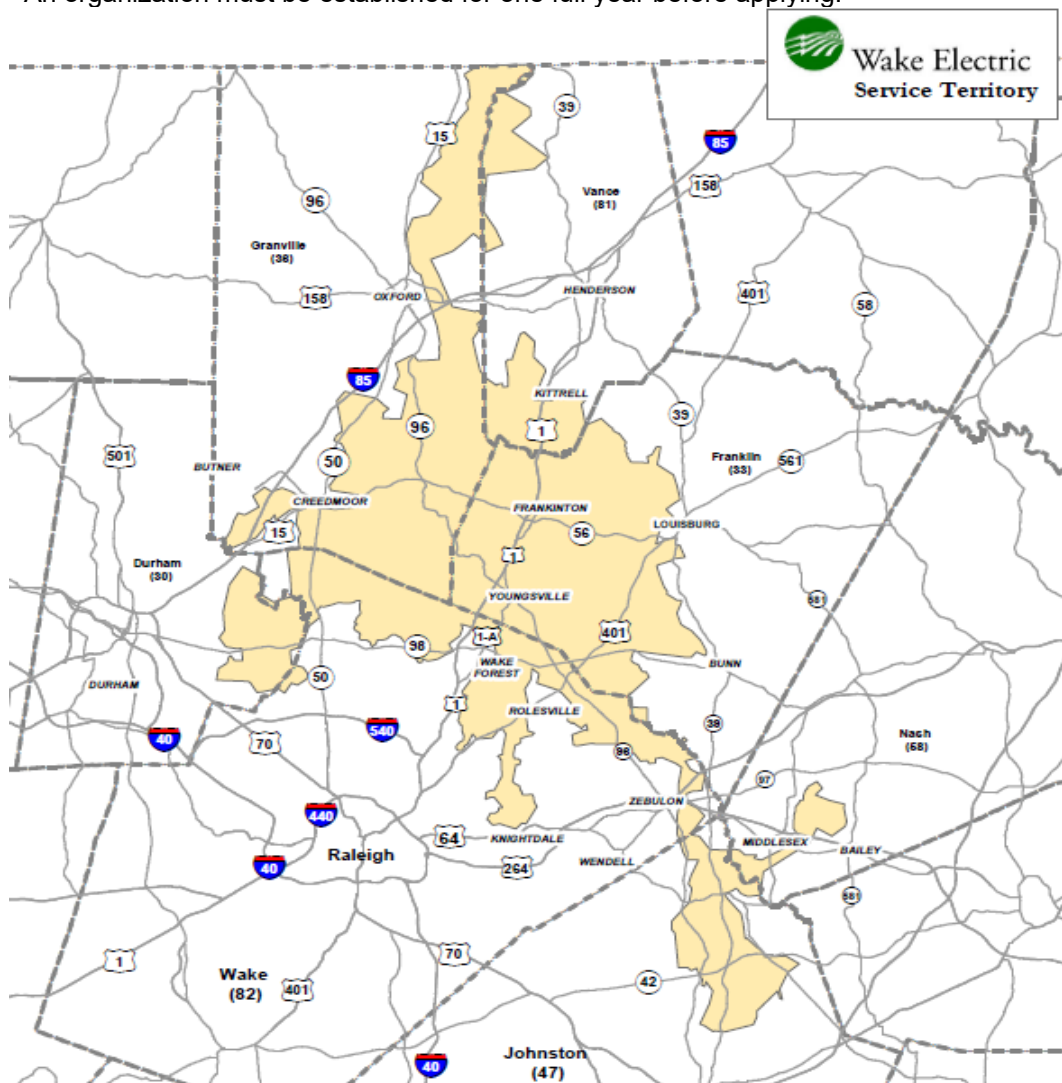 An organization must be established for one full year before applying.
Wake Electric
Service Territory
39
15
85
Vance
(81)
158
96
Granville
(36)
158
OXFORD
HENDERSON
401
58
85
KITTRELL
39
96
1
501
50
Franklin
(33)
561
BUTNER
CREEDMOOR
FRANKINTON
LOUISBURG
15
56
1
Durham
(30)
YOUNGSVILLE
581
1-A
401
98
WAKE
FOREST
BUNN
50
DURHAM
1
ROLESVILLE
540
39
40
70
96
Nash
(58)
97
440
ZEBULON
64
KNIGHTDALE
MIDDLESEX
BAILEY
Raleigh
40
264
WENDELL
581
70
1
Wake
(82)
401
42
Johnston
(47)
40